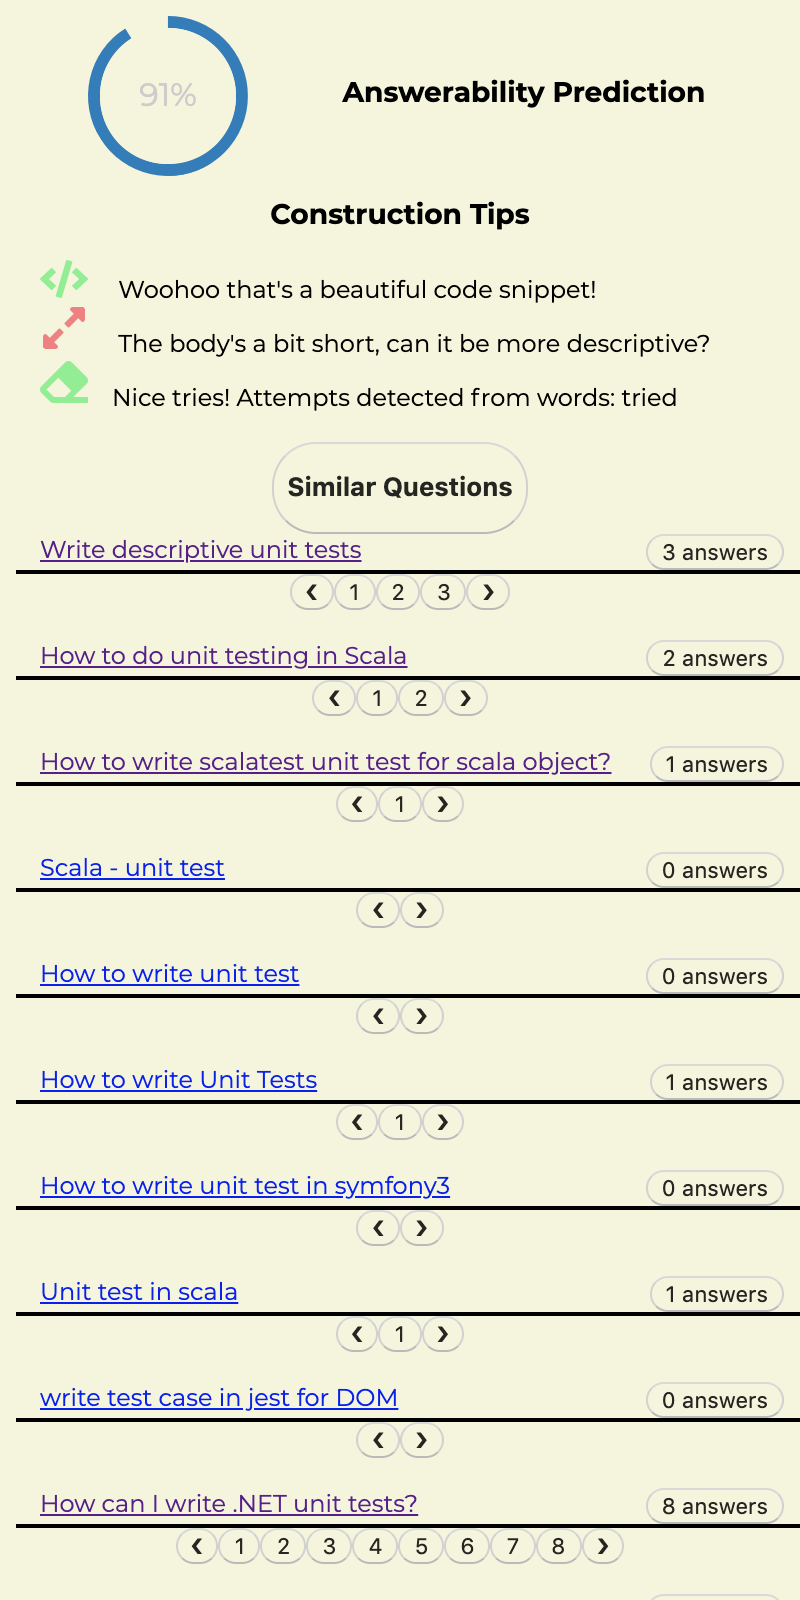 91%
Answerability Prediction
Construction Tips
Woohoo that's a beautiful code snippet!
The body's a bit short, can it be more descriptive?
Nice tries! Attempts detected from words: tried
Similar Questions
Write descriptive unit tests 3 answers
‹ 1 2 3 ›
How to do unit testing in Scala 2 answers
‹ 1 2 ›
How to write scalatest unit test for scala object? 1 answers
‹ 1 ›
Scala - unit test 0 answers
‹ ›
How to write unit test 0 answers
‹ ›
How to write Unit Tests 1 answers
‹ 1 ›
How to write unit test in symfony3 0 answers
‹ ›
Unit test in scala 1 answers
‹ 1 ›
write test case in jest for DOM 0 answers
‹ ›
How can I write .NET unit tests? 8 answers
‹ 1 2 3 4 5 6 7 8 ›